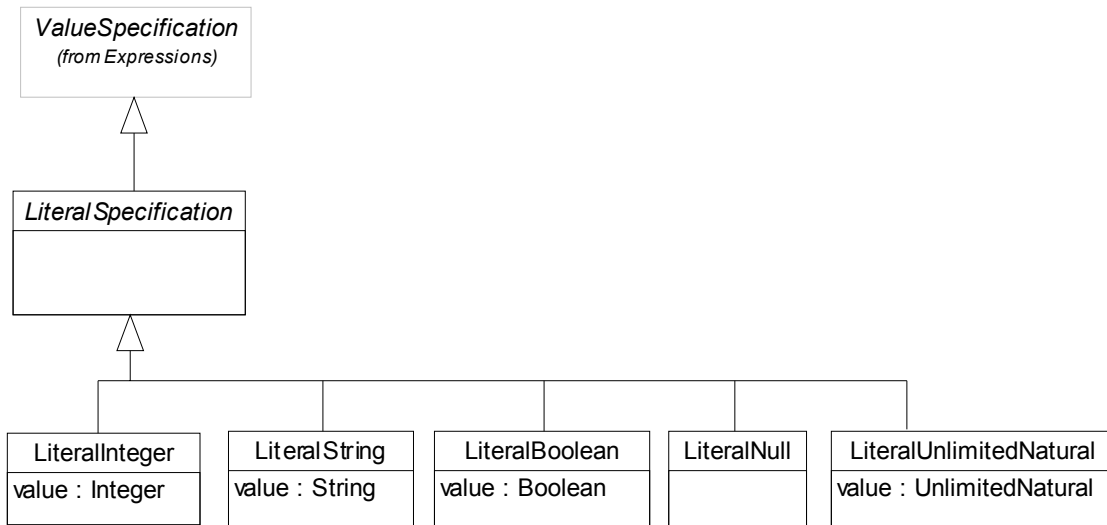 ValueSpecification
(from Expressions)
LiteralSpecification
LiteralInteger
value : Integer
LiteralString
value : String
LiteralBoolean
value : Boolean
LiteralNull
LiteralUnlimitedNatural
value : UnlimitedNatural